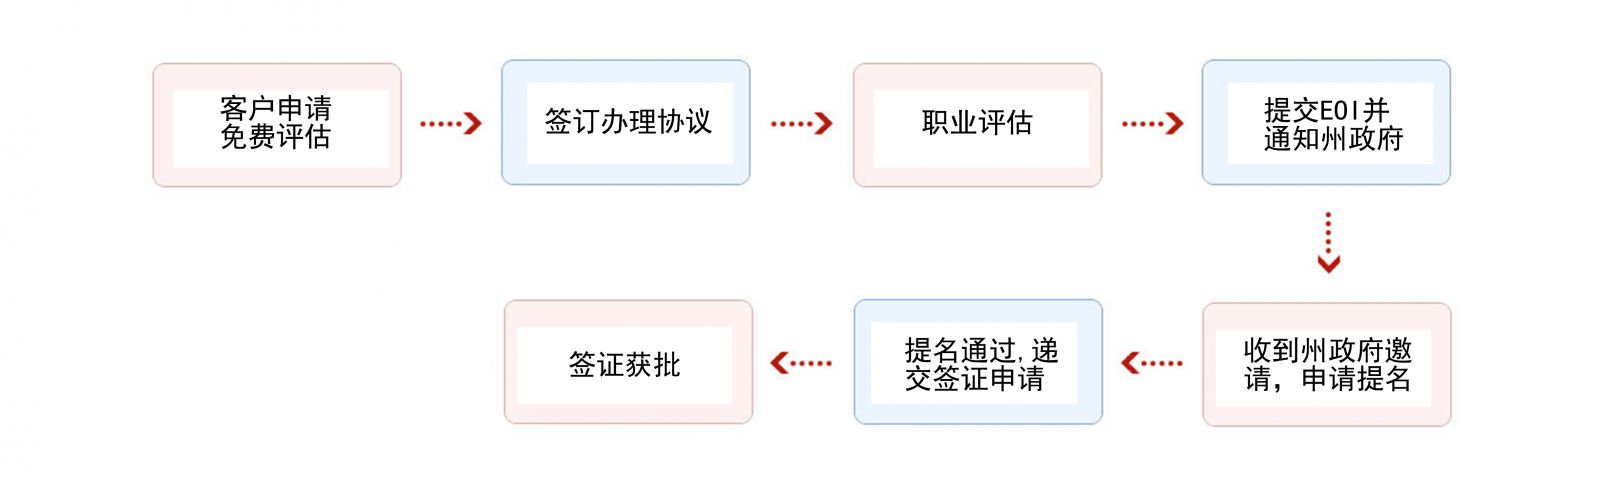 客户申请
免费评估
签订办理协议
职业评估
提交EOI并
通知州政府
收到州政府邀
请，申请提名
提名通过,递
交签证申请
签证获批